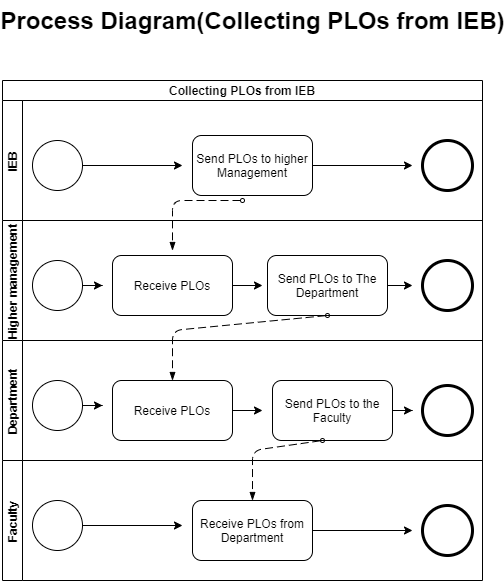 Process Diagram(Collecting PLOs from IEB)
Collecting PLOs from IEB
IEB
Send PLOs to higher
Management
Higher management
Receive PLOs
Send PLOs to The
Department
Department
Receive PLOs
Send PLOs to the
Faculty
Faculty
Receive PLOs from
Department